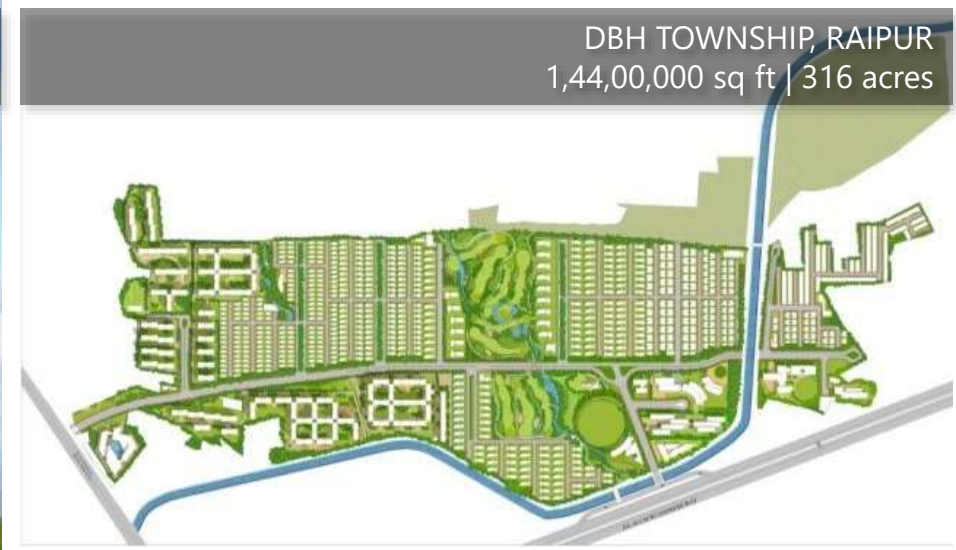 DBH TOWNSHIP, RAIPUR
1,44,00,000 sq ft | 316 acres